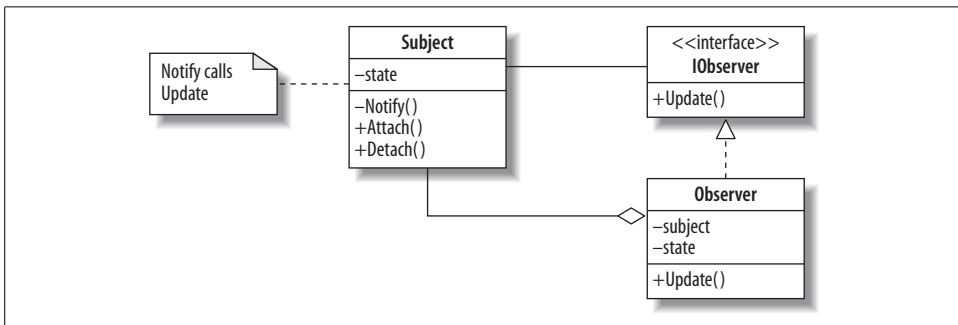 Notify calls
Update
Subject
–state
–Notify()
+Attach()
+Detach()
<<interface>>
IObserver
+Update()
Observer
–subject
–state
+Update()